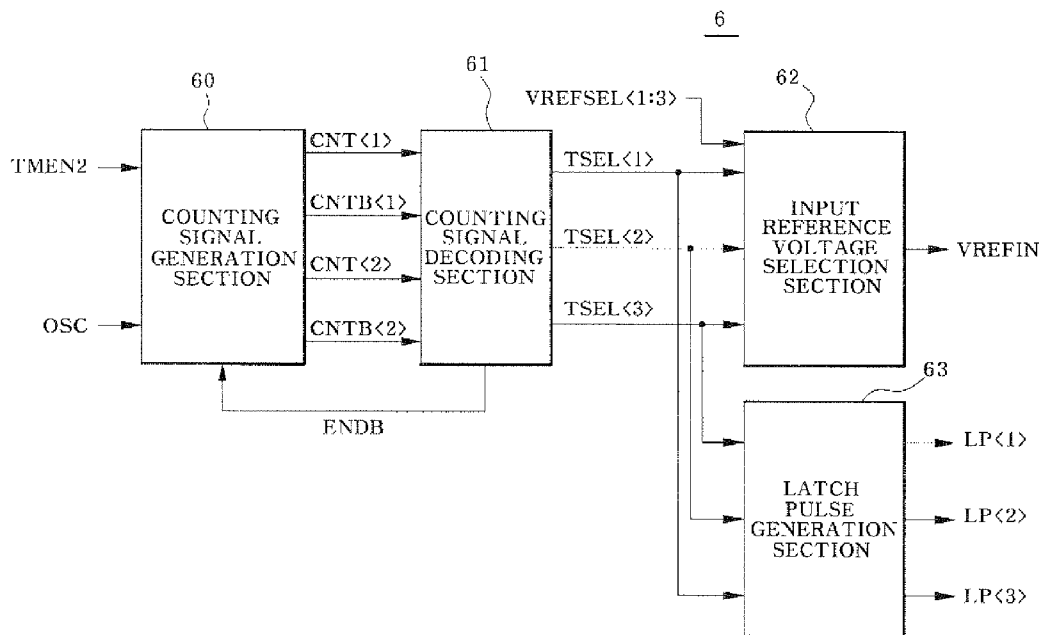 6
60
61
62
VREFSEL<1:3>
TMEN2
CNT<1>
TSEL<1>
CNTB<1>
COUNTING
SIGNAL
GENERATION
SECTION
COUNTING
SIGNAL
DECODING
SECTION
TSEL<2>
INPUT
REFERENCE
VOLTAGE
SELECTION
SECTION
VREFIN
CNT<2>
OSC
CNTB<2>
TSEL<3>
ENDB
63
LP<1>
LATCH
PULSE
GENERATION
SECTION
LP<2>
LP<3>